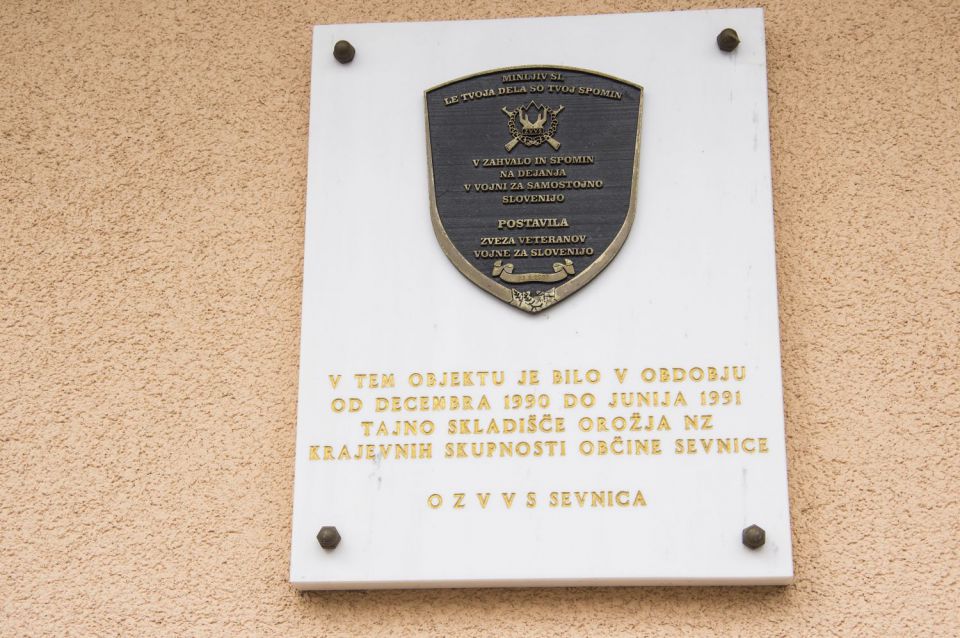 MINLJIV SI,
LE TVOJA DELA SO TVOJ SPOMIN
ZVVS
V ZAHVALO IN SPOMIN
NA DEJANJA
V VOJNI ZA SAMOSTOJNO
SLOVENIJO
POSTAVILA
ZVEZA VETERANOV
VOJNE ZA SLOVENIJO
V TEM OBJEKTU JE BILO V OBDOBJU
OD DECEMBRA 1990 DO JUNIJA 1991
TAJNO SKLADIŠČE OROŽJA NZ
KRAJEVNIH SKUPNOSTI OBČINE SEVNICE
O Z V V S SEVNICA